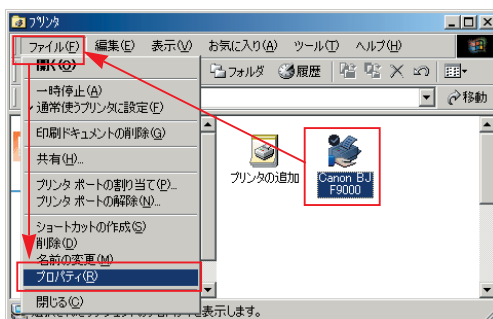 プリンタ
ファイル(F) 編集(E) 表示(V) お気に入り(A) ツール(T) ヘルプ(H)
開く(O)
フォルダ 履歴
一時停止(A)
通常使うプリンタに設定(F)
移動
印刷ドキュメントの削除(G)
共有(H)...
プリンタ ポートの割り当て(P)...
プリンタ ポートの解除(N)...
プリンタの追加
Canon BJ
F9000
ショートカットの作成(S)
削除(D)
名前の変更(M)
プロパティ(R)
閉じる(C)
表示します。